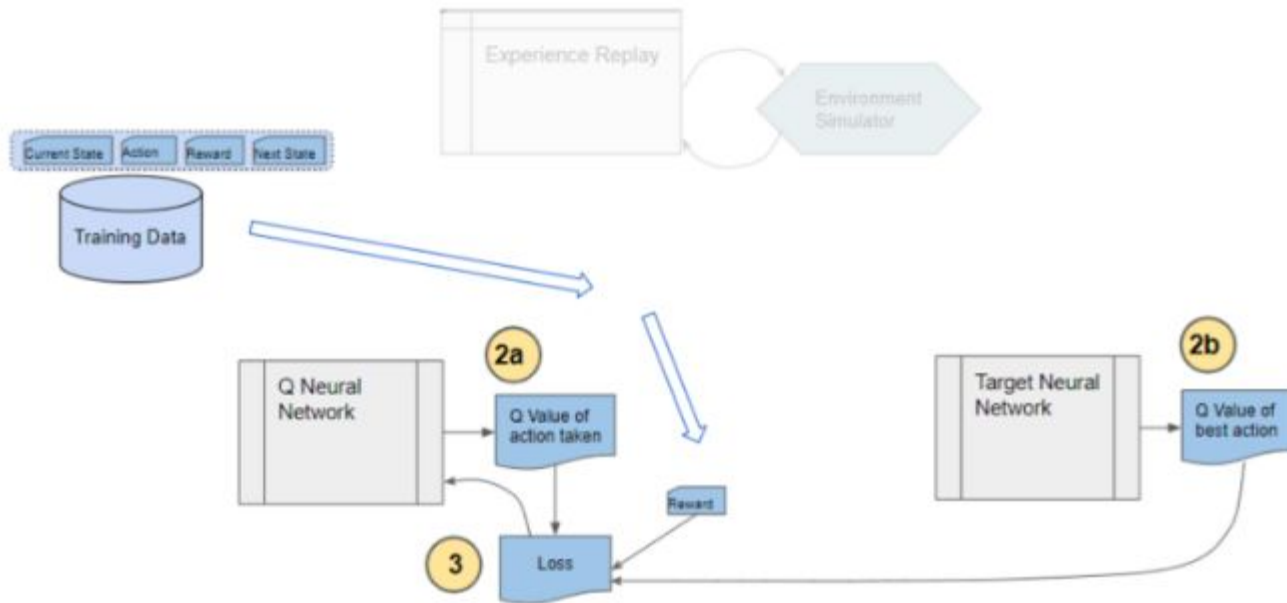 Experience Replay
Environment
Simulator
Current State Action Reward Next State
Training Data
2a
2b
Q Neural
Network
Q Value of
action taken
Target Neural
Network
Q Value of
best action
Reward
3
Loss